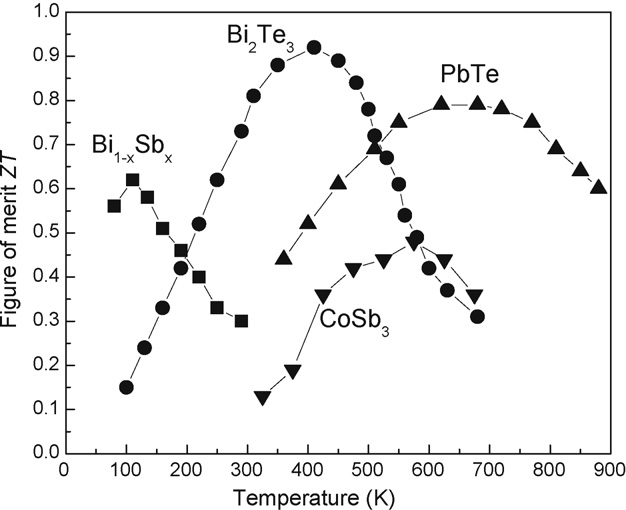 1.0
0.9
0.8
0.7
0.6
0.5
0.4
0.3
0.2
0.1
0.0
Figure of merit ZT
Bi₂Te₃
PbTe
Bi₁₋ₓSbₓ
CoSb₃
0 100 200 300 400 500 600 700 800 900
Temperature (K)